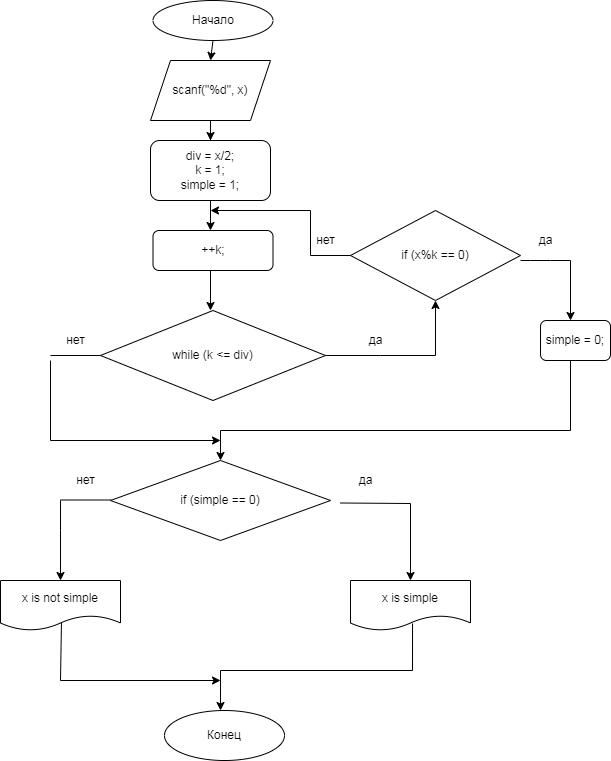 Начало
scanf("%d", x)
div = x/2;
k = 1;
simple = 1;
++k;
нет
if (x%k == 0)
да
нет
while (k <= div)
да
simple = 0;
нет
if (simple == 0)
да
x is not simple
x is simple
Конец